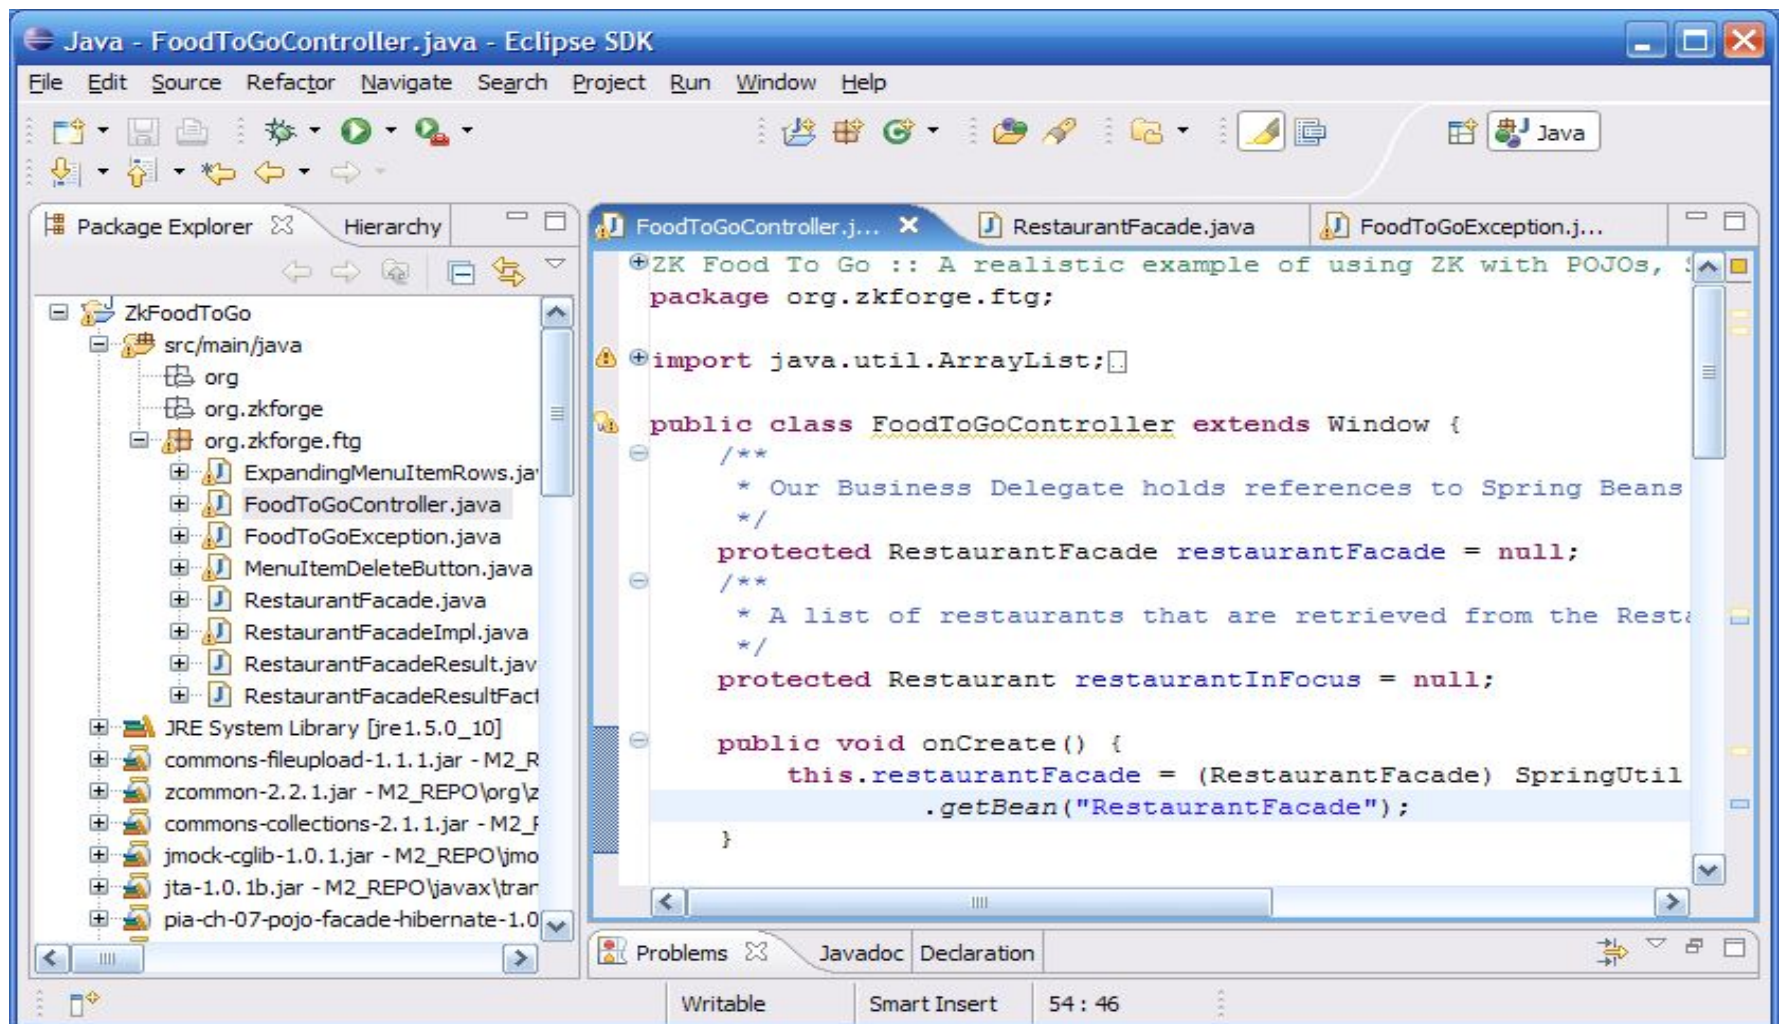 Java - FoodToGoController.java - Eclipse SDK
File Edit Source Refactor Navigate Search Project Run Window Help
Java
Package Explorer Hierarchy
ZkFoodToGo
src/main/java
org
org.zkforge
org.zkforge.ftg
ExpandingMenuItemRows.ja
FoodToGoController.java
FoodToGoException.java
MenuItemDeleteButton.java
RestaurantFacade.java
RestaurantFacadeImpl.java
RestaurantFacadeResult.jav
RestaurantFacadeResultFact
JRE System Library [jre1.5.0_10]
commons-fileupload-1.1.1.jar - M2_R
zcommon-2.2.1.jar - M2_REPO\org\z
commons-collections-2.1.1.jar - M2_
jmock-cglib-1.0.1.jar - M2_REPO\jmo
jta-1.0.1b.jar - M2_REPO\javax\tran
pia-ch-07-pojo-facade-hibernate-1.0
FoodToGoController.j... RestaurantFacade.java FoodToGoException.j...
ZK Food To Go :: A realistic example of using ZK with POJOs,
package org.zkforge.ftg;
import java.util.ArrayList;
public class FoodToGoController extends Window {
/**
* Our Business Delegate holds references to Spring Beans
*/
protected RestaurantFacade restaurantFacade = null;
/**
* A list of restaurants that are retrieved from the Resta
*/
protected Restaurant restaurantInFocus = null;
public void onCreate() {
this.restaurantFacade = (RestaurantFacade) SpringUtil
.getBean("RestaurantFacade");
}
Problems Javadoc Declaration
Writable Smart Insert 54 : 46